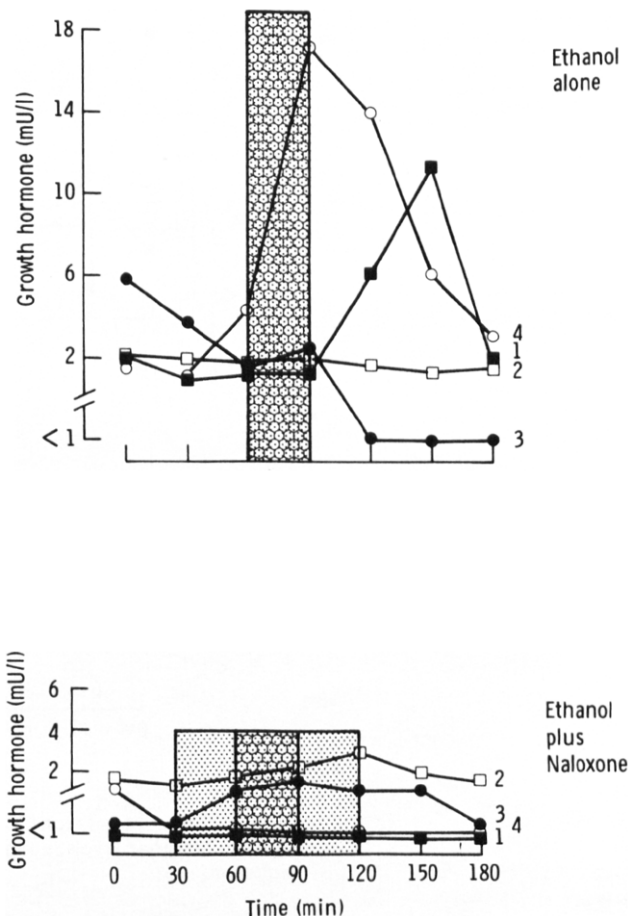 Growth hormone (mU/l)
18
14
10
6
2
<1
Ethanol
alone
4
1
2
3
Growth hormone (mU/l)
6
4
2
<1
Ethanol
plus
Naloxone
2
3
4
1
0 30 60 90 120 150 180
Time (min)